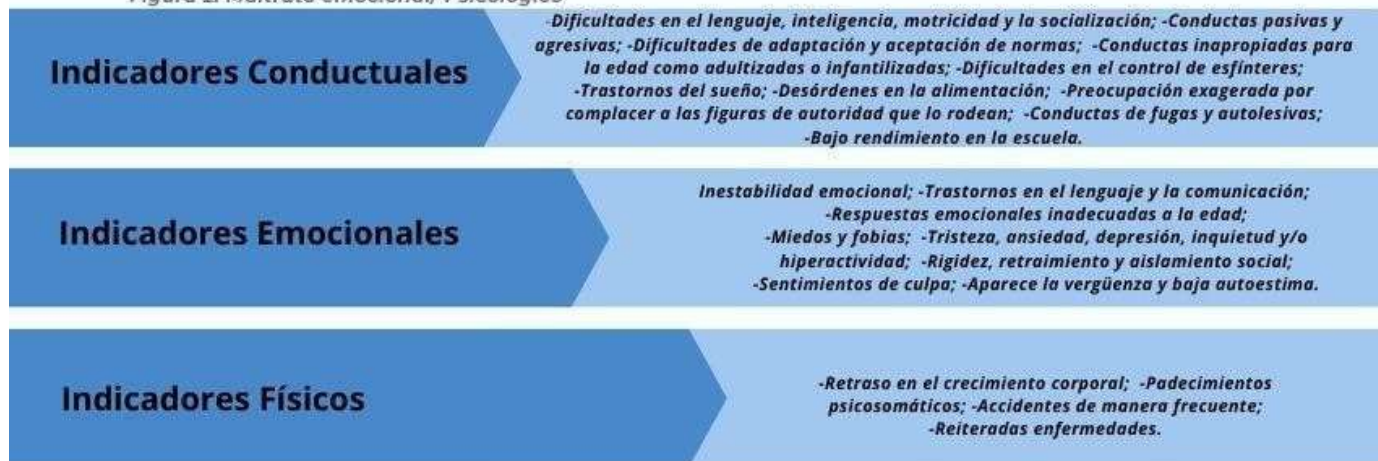 Indicadores Conductuales
-Dificultades en el lenguaje, inteligencia, motricidad y la socialización; -Conductas pasivas y
agresivas; -Dificultades de adaptación y aceptación de normas; -Conductas inapropiadas para
la edad como adultizadas o infantilizadas; -Dificultades en el control de esfínteres;
-Trastornos del sueño; -Desórdenes en la alimentación; -Preocupación exagerada por
complacer a las figuras de autoridad que lo rodean; -Conductas de fugas y autolesivas;
-Bajo rendimiento en la escuela.
Indicadores Emocionales
Inestabilidad emocional; -Trastornos en el lenguaje y la comunicación;
-Respuestas emocionales inadecuadas a la edad;
-Miedos y fobias; -Tristeza, ansiedad, depresión, inquietud y/o
hiperactividad; -Rigidez, retraimiento y aislamiento social;
-Sentimientos de culpa; -Aparece la vergüenza y baja autoestima.
Indicadores Físicos
-Retraso en el crecimiento corporal; -Padecimientos
psicosomáticos; -Accidentes de manera frecuente;
-Reiteradas enfermedades.